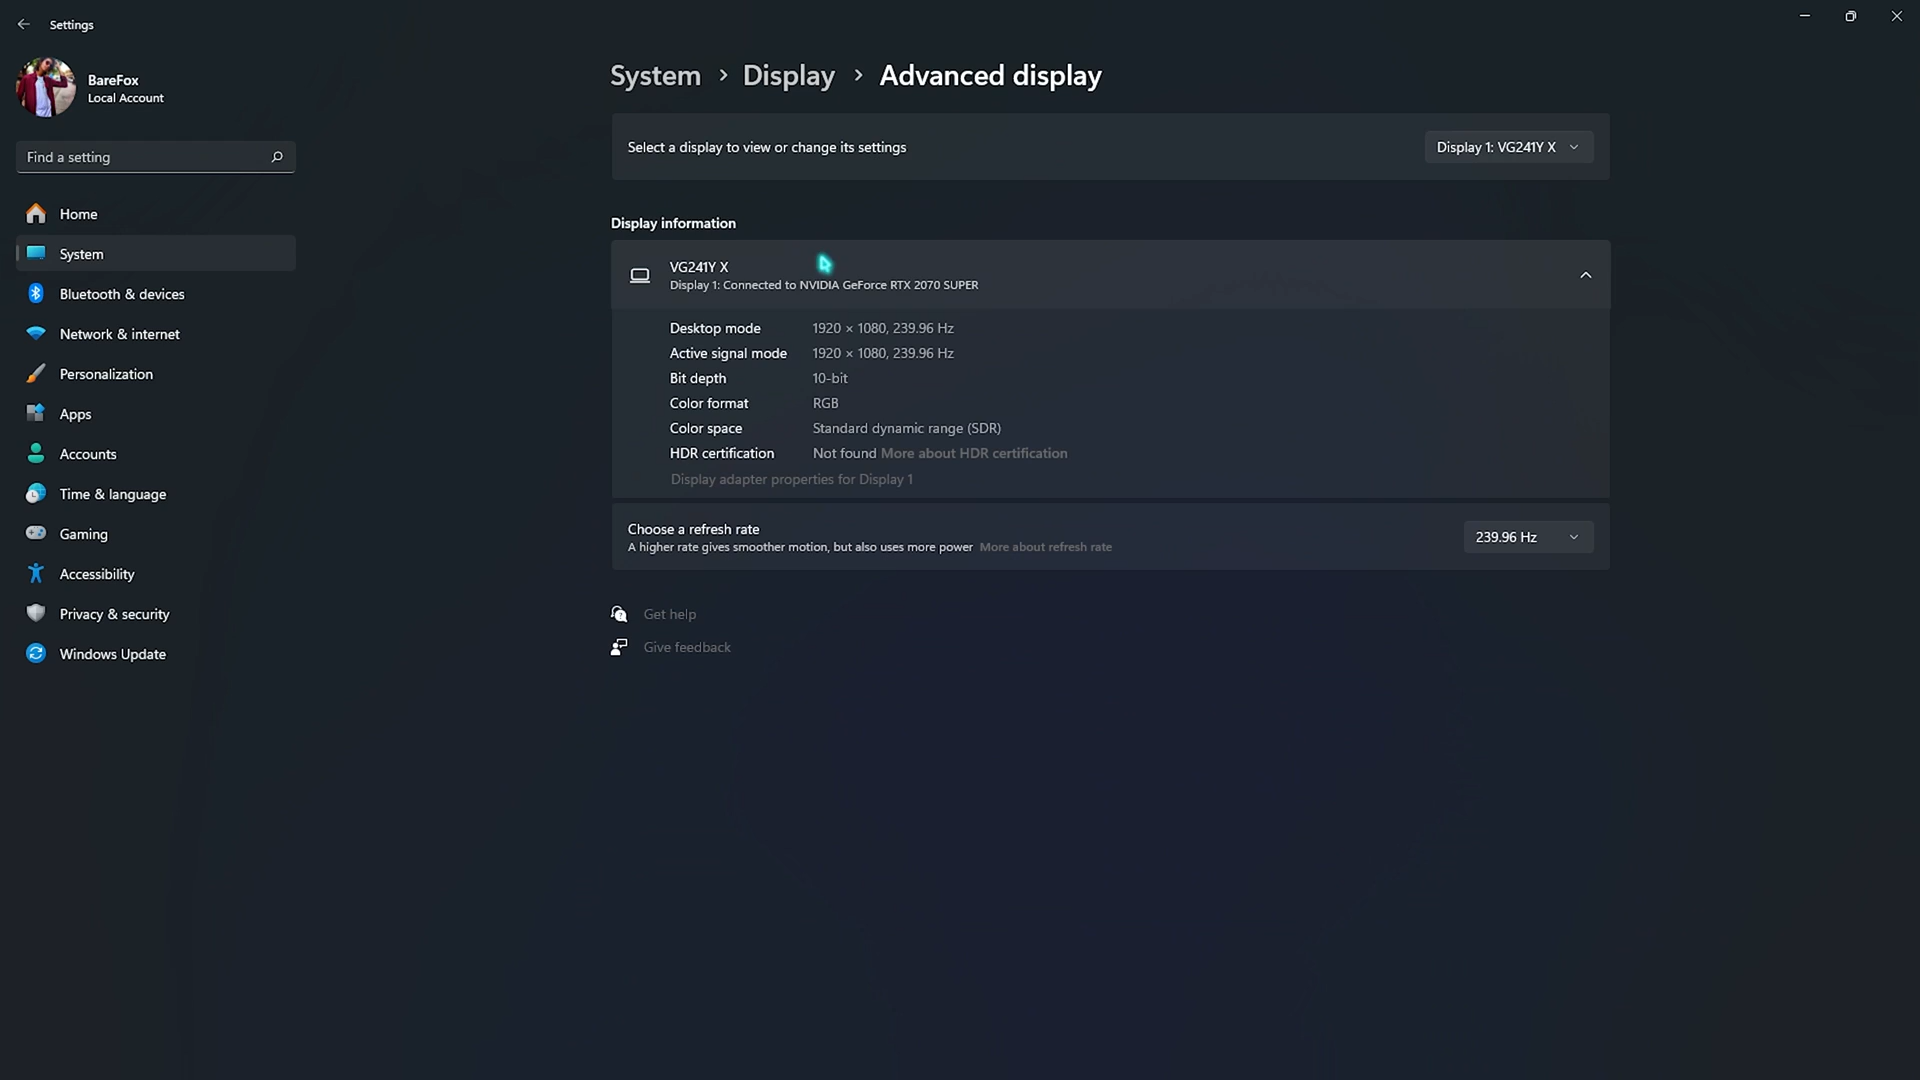 Settings
BareFox
Local Account
Find a setting
Home
System
Bluetooth & devices
Network & internet
Personalization
Apps
Accounts
Time & language
Gaming
Accessibility
Privacy & security
Windows Update
System > Display > Advanced display
Select a display to view or change its settings
Display 1: VG241Y X
Display information
VG241Y X
Display 1: Connected to NVIDIA GeForce RTX 2070 SUPER
Desktop mode 1920 × 1080, 239.96 Hz
Active signal mode 1920 × 1080, 239.96 Hz
Bit depth 10-bit
Color format RGB
Color space Standard dynamic range (SDR)
HDR certification Not found More about HDR certification
Display adapter properties for Display 1
Choose a refresh rate
A higher rate gives smoother motion, but also uses more power More about refresh rate
239.96 Hz
Get help
Give feedback